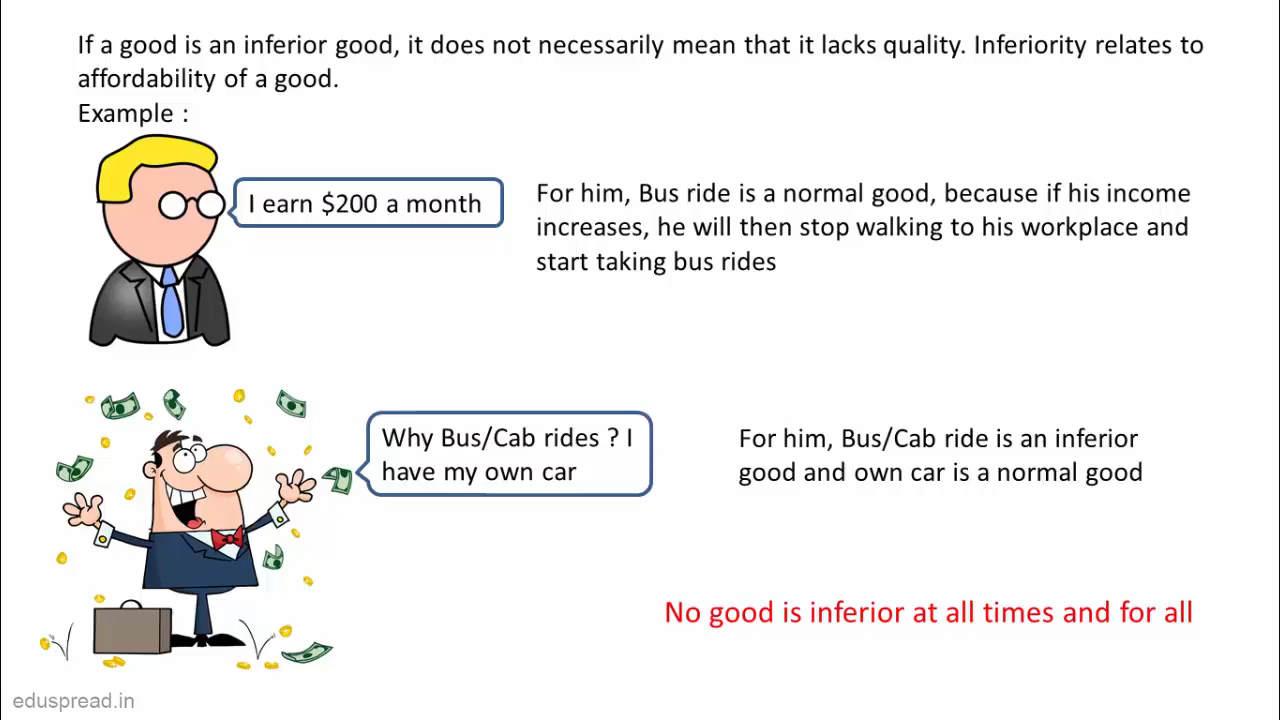 If a good is an inferior good, it does not necessarily mean that it lacks quality. Inferiority relates to
affordability of a good.
Example :
I earn $200 a month
For him, Bus ride is a normal good, because if his income
increases, he will then stop walking to his workplace and
start taking bus rides
Why Bus/Cab rides ? I
have my own car
For him, Bus/Cab ride is an inferior
good and own car is a normal good
No good is inferior at all times and for all
eduspread.in